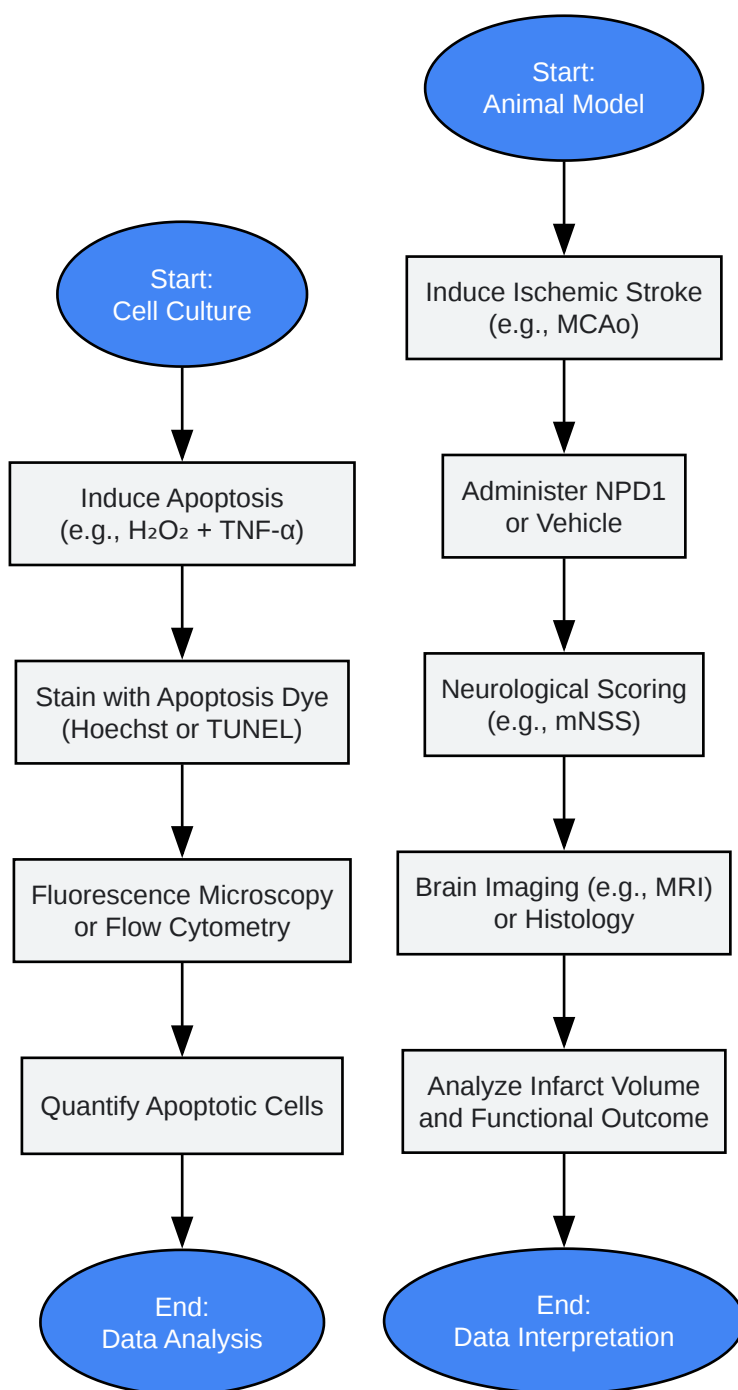 Start:
Cell Culture
Induce Apoptosis
(e.g., H₂O₂ + TNF-α)
Stain with Apoptosis Dye
(Hoechst or TUNEL)
Fluorescence Microscopy
or Flow Cytometry
Quantify Apoptotic Cells
End:
Data Analysis
Start:
Animal Model
Induce Ischemic Stroke
(e.g., MCAo)
Administer NPD1
or Vehicle
Neurological Scoring
(e.g., mNSS)
Brain Imaging (e.g., MRI)
or Histology
Analyze Infarct Volume
and Functional Outcome
End:
Data Interpretation